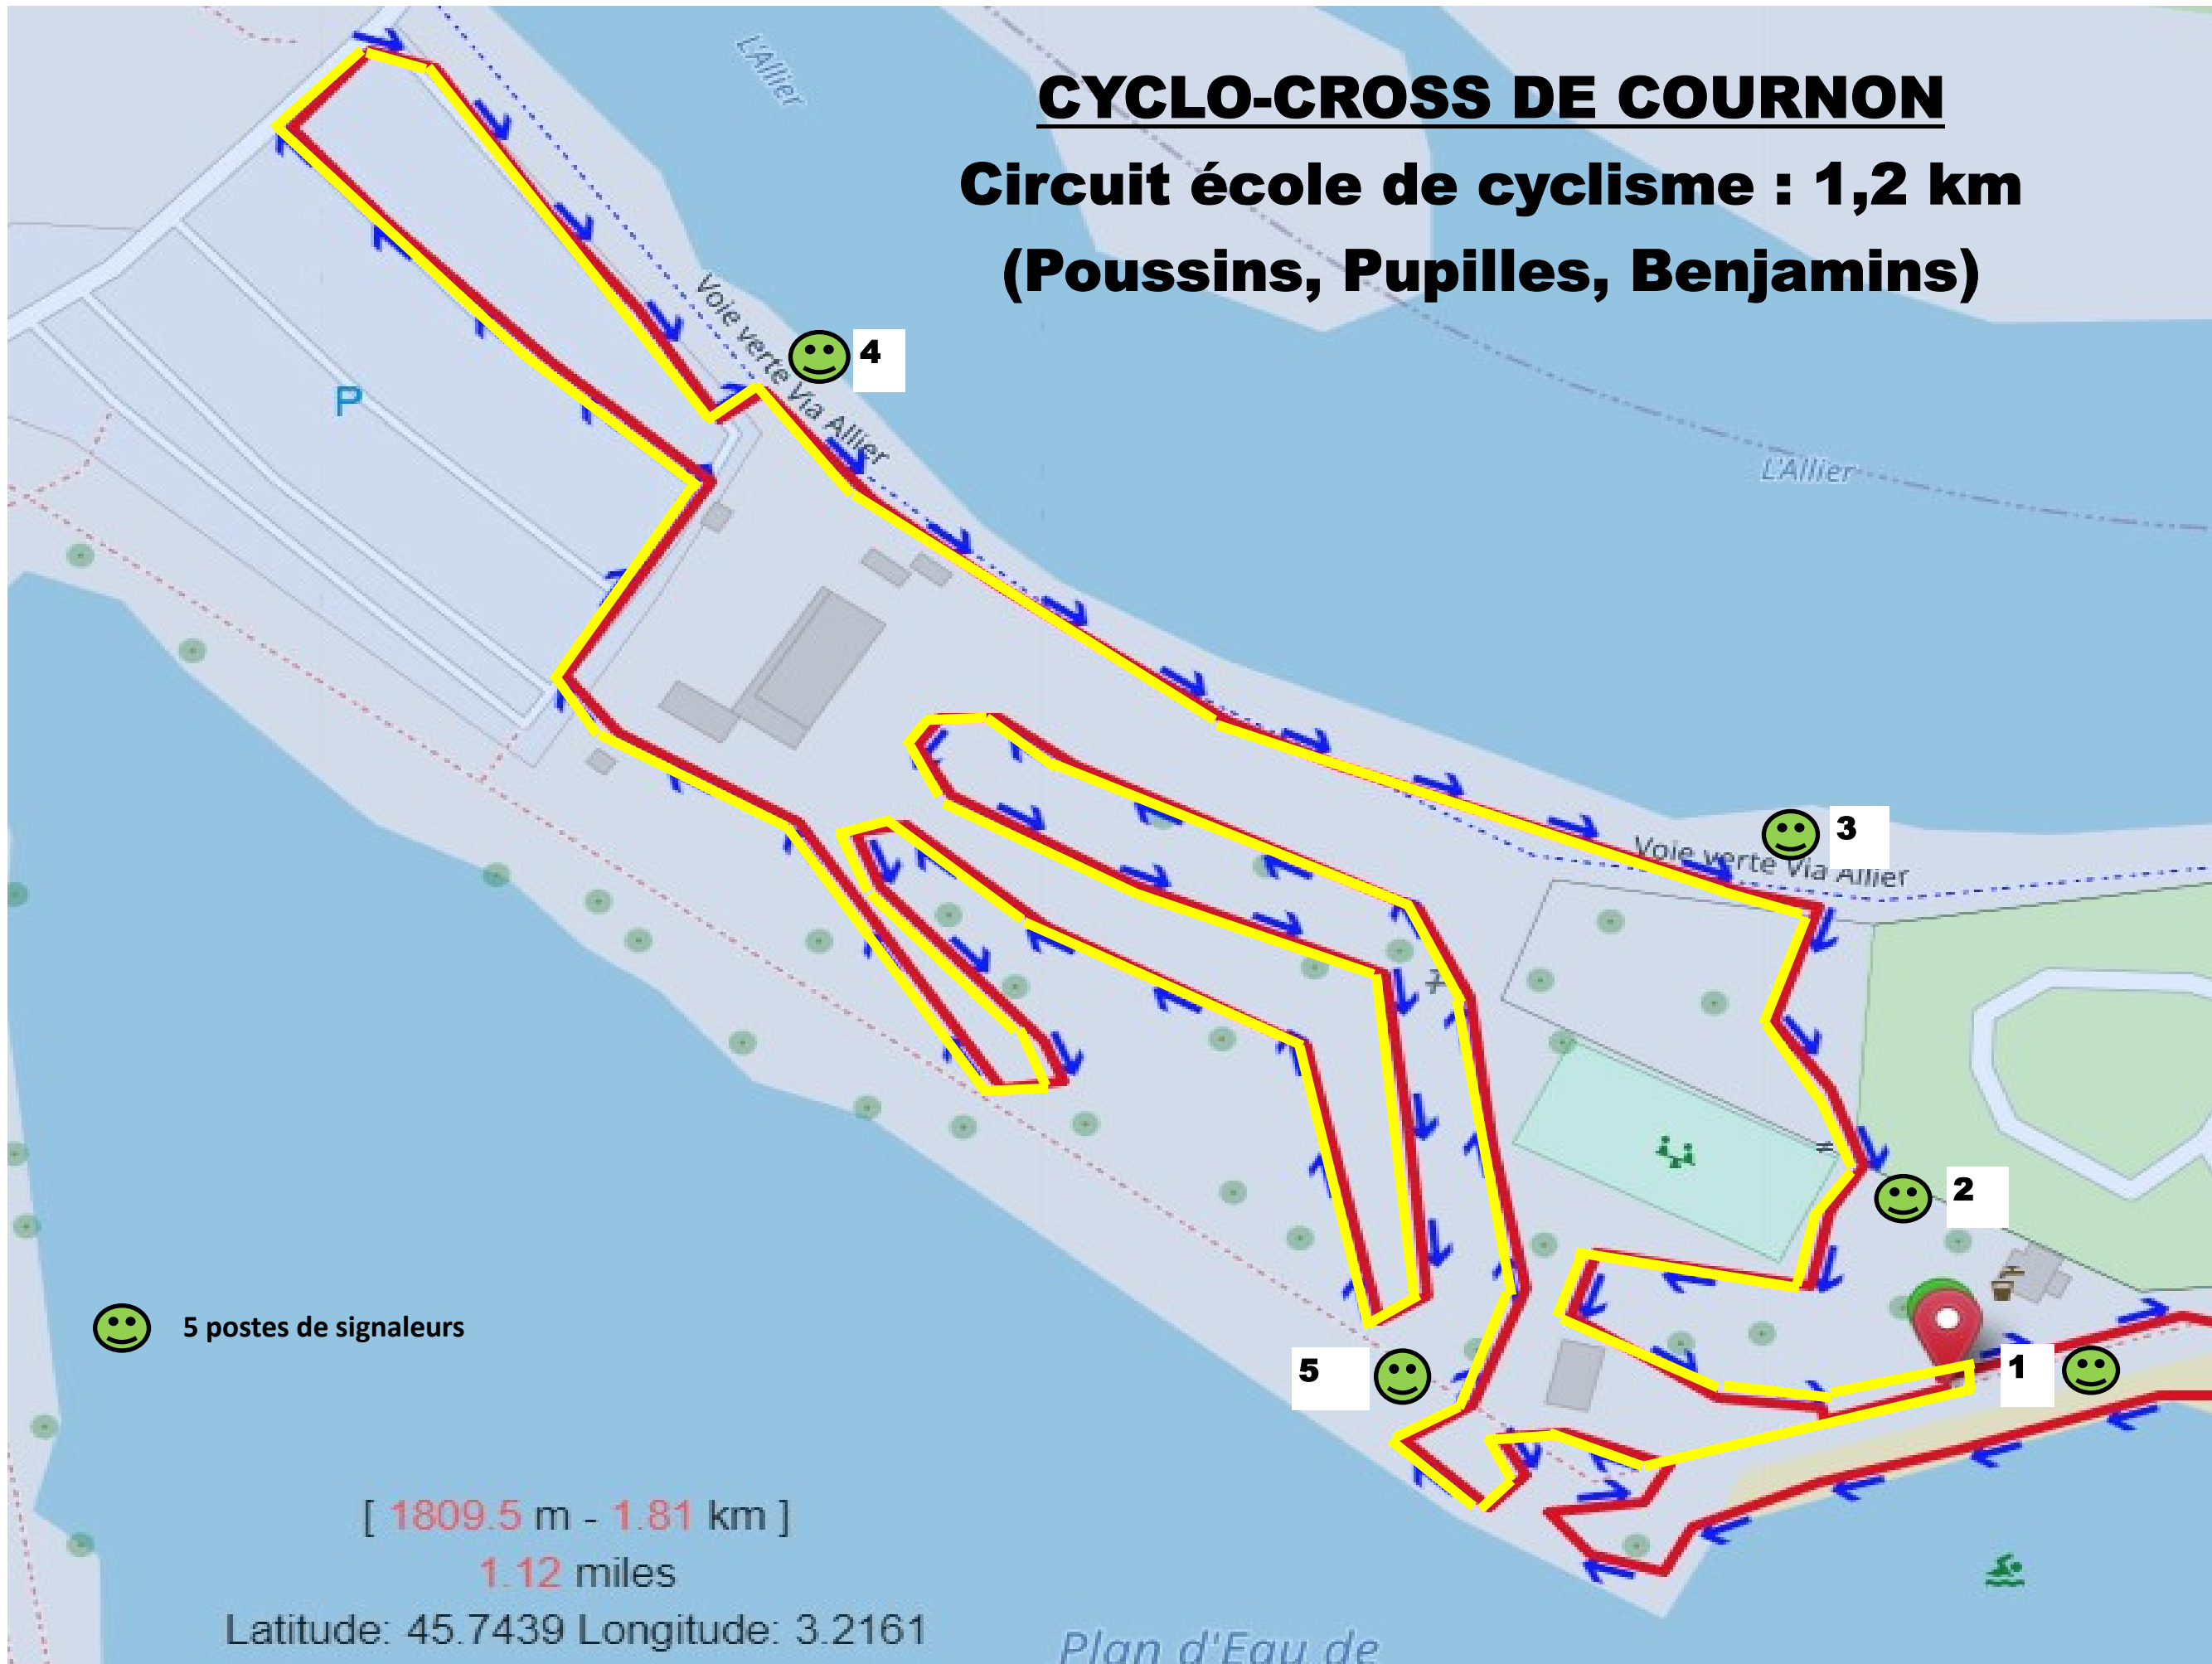 L'Allier
CYCLO-CROSS DE COURNON
Circuit école de cyclisme : 1,2 km
(Poussins, Pupilles, Benjamins)
Voie verte Via Allier
4
P
L'Allier
3
Voie verte Via Allier
2
1
5
5 postes de signaleurs
[ 1809.5 m - 1.81 km ]
1.12 miles
Latitude: 45.7439 Longitude: 3.2161
Plan d'Eau de